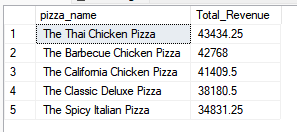 pizza_name Total_Revenue
1 The Thai Chicken Pizza 43434.25
2 The Barbecue Chicken Pizza 42768
3 The California Chicken Pizza 41409.5
4 The Classic Deluxe Pizza 38180.5
5 The Spicy Italian Pizza 34831.25